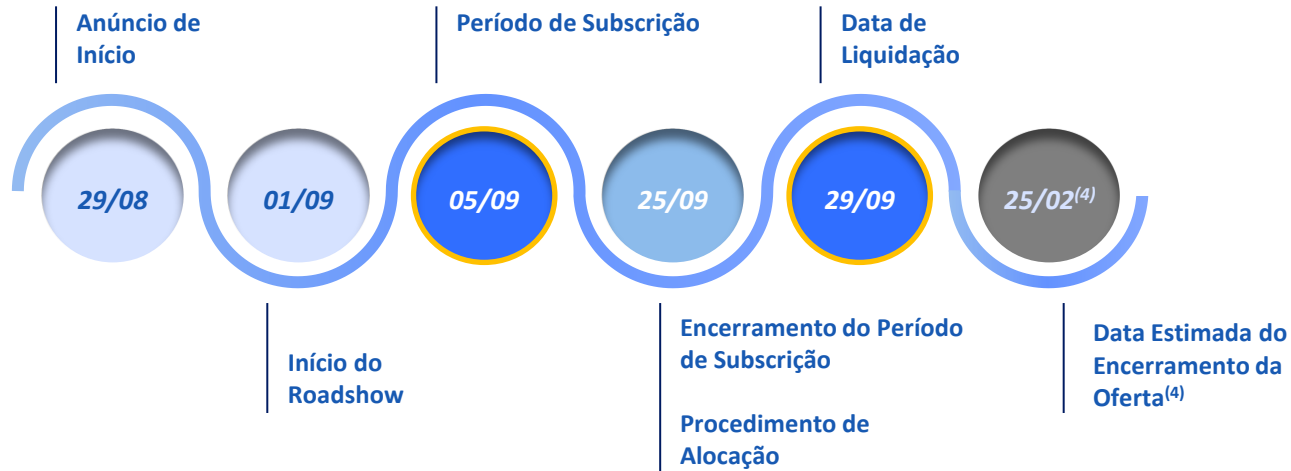 Anúncio de
Início
Período de Subscrição
Data de
Liquidação
29/08
01/09
05/09
25/09
29/09
25/02(4)
Início do
Roadshow
Encerramento do Período
de Subscrição
Procedimento de
Alocação
Data Estimada do
Encerramento da
Oferta(4)